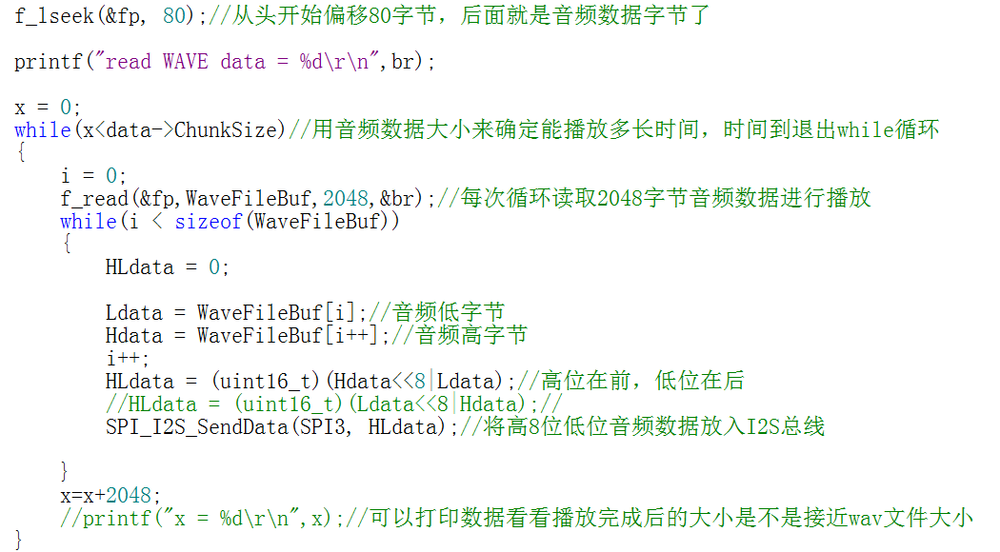 f_lseek(&fp, 80);//从头开始偏移80字节，后面就是音频数据字节了
printf("read WAVE data = %d\r\n",br);
x = 0;
while(x<data->ChunkSize)//用音频数据大小来确定能播放多长时间，时间到退出while循环
{
i = 0;
f_read(&fp,WaveFileBuf,2048,&br);//每次循环读取2048字节音频数据进行播放
while(i < sizeof(WaveFileBuf))
{
HLdata = 0;
Ldata = WaveFileBuf[i];//音频低字节
Hdata = WaveFileBuf[i++];//音频高字节
i++;
HLdata = (uint16_t)(Hdata<<8|Ldata);//高位在前，低位在后
//HLdata = (uint16_t)(Ldata<<8|Hdata);//
SPI_I2S_SendData(SPI3, HLdata);//将高8位低位音频数据放入I2S总线
}
x=x+2048;
//printf("x = %d\r\n",x);//可以打印数据看看播放完成后的大小是不是接近wav文件大小
}